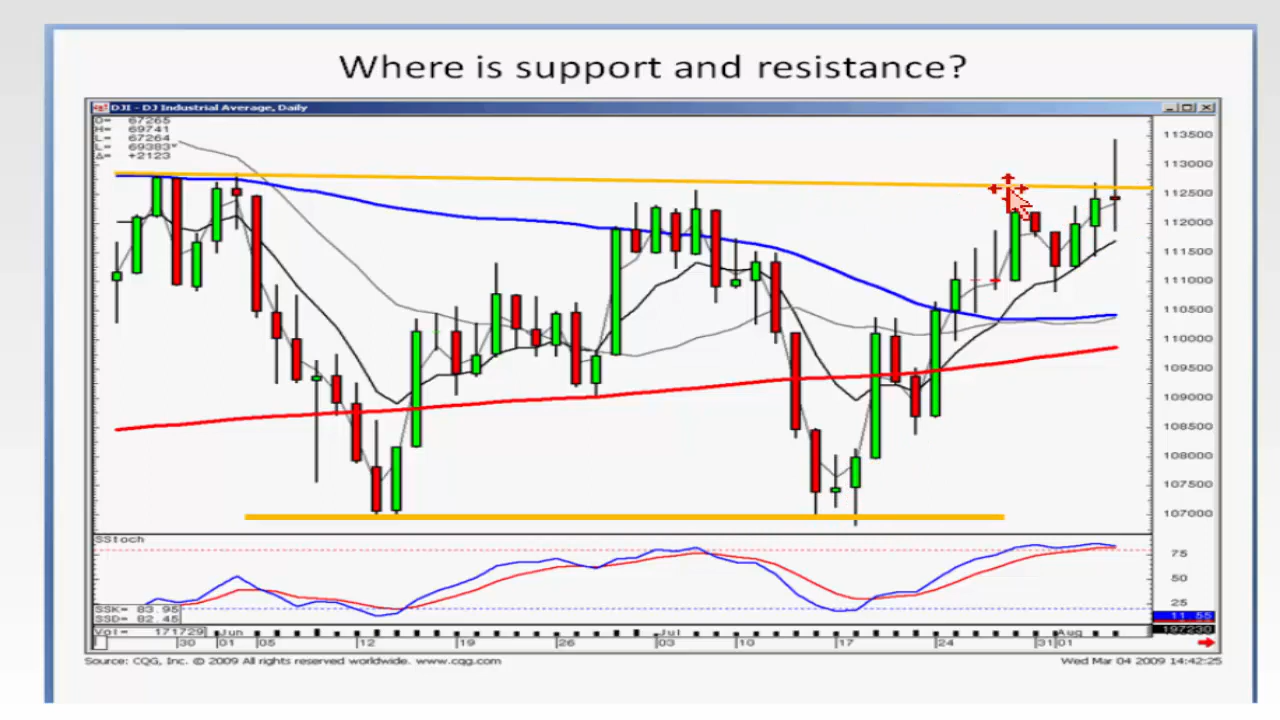 Where is support and resistance?
DJI - DJ Industrial Average, Daily
O= 67265
H= 69741
L= 67264
L= 69383"
Δ= +2123
113500
113000
112500
112000
111500
111000
110500
110000
109500
109000
108500
108000
107500
107000
SStoch
75
50
25
SSK= 83.95
SSD= 82.45
11.55
Vol= 171729
197230
30 01 05 12 19 26 03 10 17 24 31 01
Jun Jul Aug
Source: CQG, Inc. © 2009 All rights reserved worldwide. www.cqg.com
Wed Mar 04 2009 14:42:25